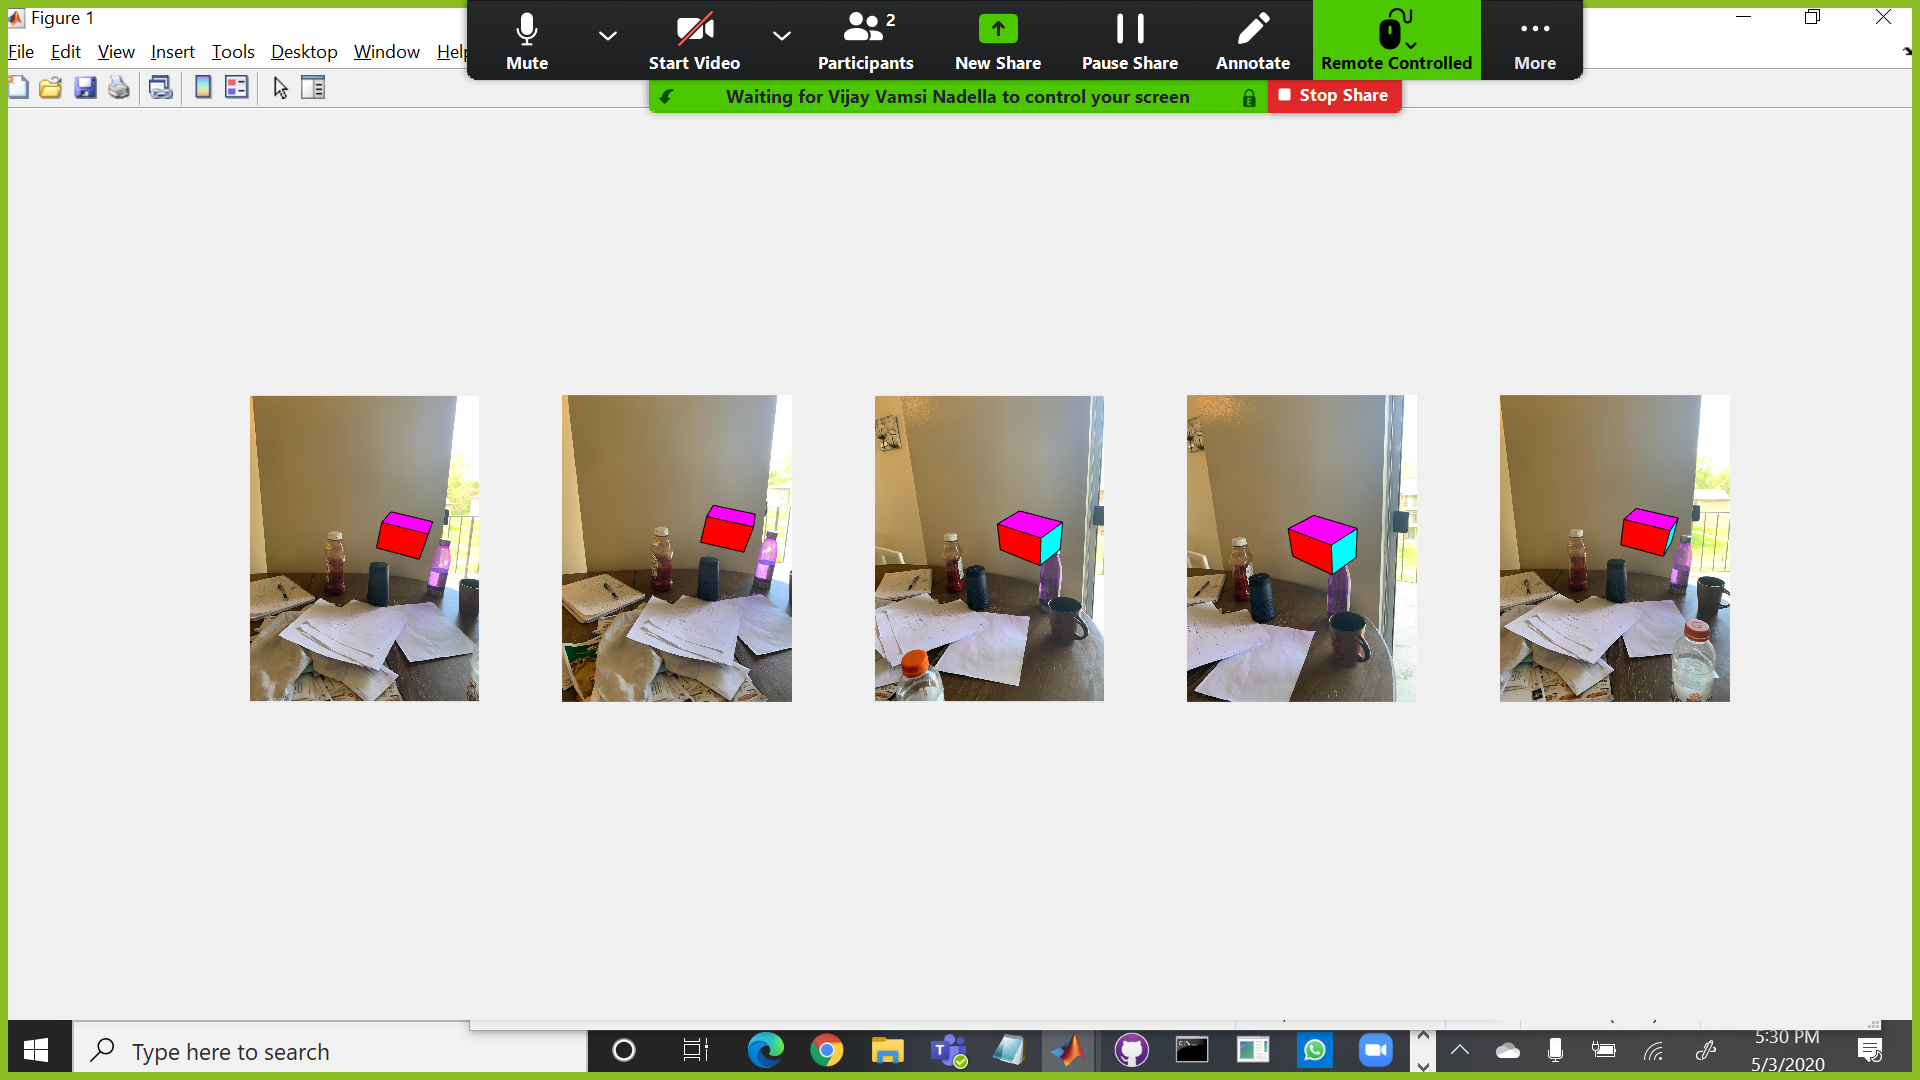 Figure 1
File Edit View Insert Tools Desktop Window Help
Mute
Start Video
2
Participants
New Share
Pause Share
Annotate
Remote Controlled
More
Waiting for Vijay Vamsi Nadella to control your screen
Stop Share
Type here to search
5:30 PM
5/3/2020